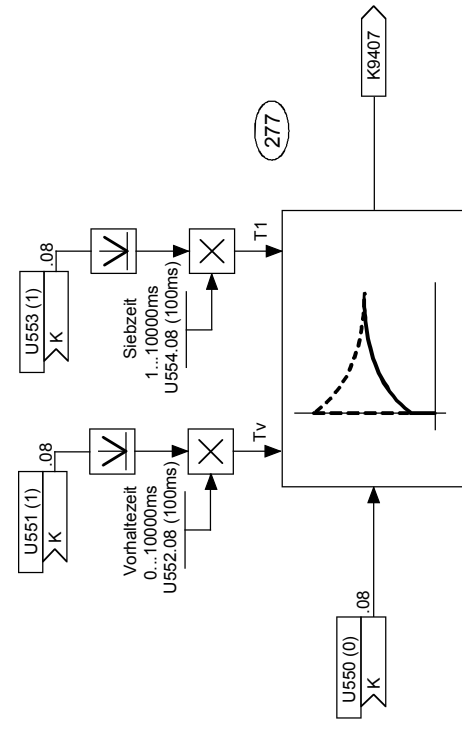 U553 (1)
K
.08
Siebzeit
1...10000ms
U554.08 (100ms)
T1
U551 (1)
K
.08
Vorhaltezeit
0...10000ms
U552.08 (100ms)
Tv
277
K9407
U550 (0)
K
.08